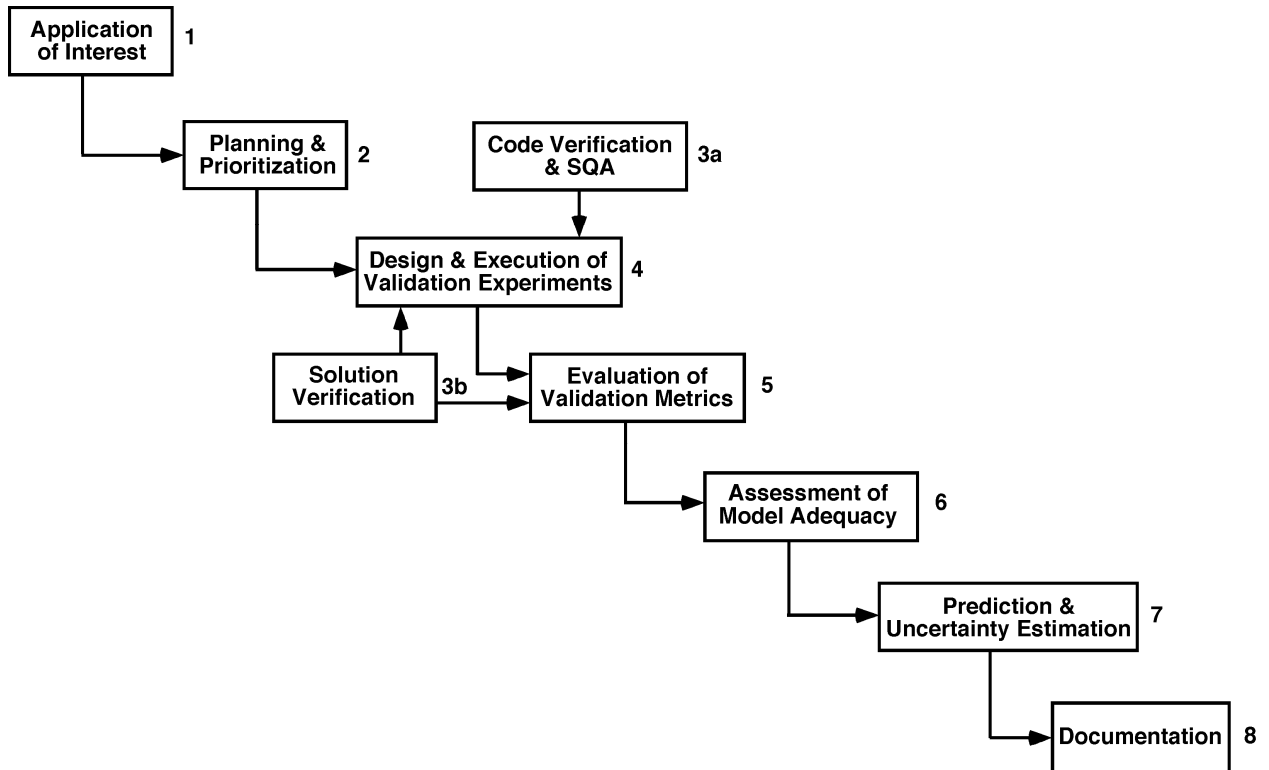 Application
of Interest
1
Planning &
Prioritization
2
Code Verification
& SQA
3a
Design & Execution of
Validation Experiments
4
Solution
Verification
3b
Evaluation of
Validation Metrics
5
Assessment of
Model Adequacy
6
Prediction &
Uncertainty Estimation
7
Documentation
8